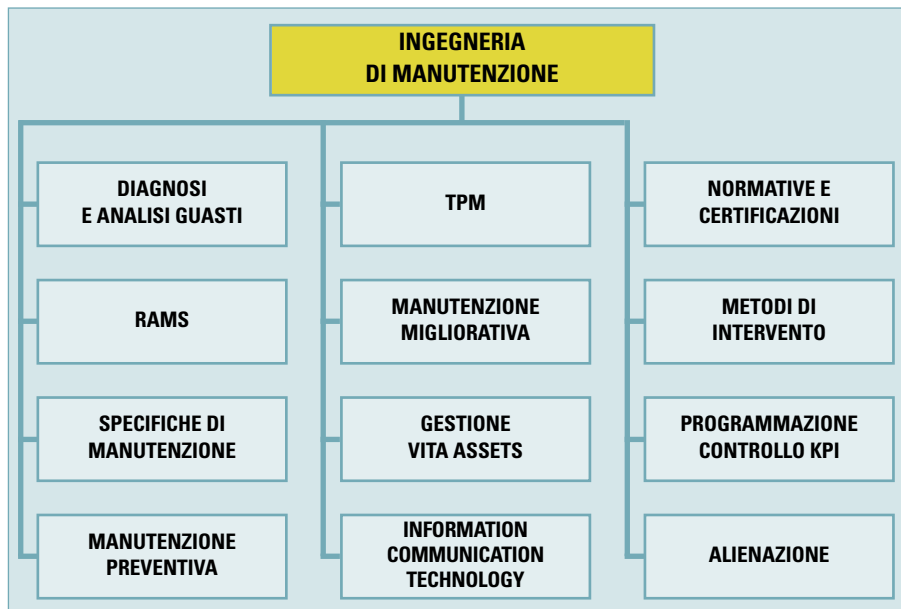 INGEGNERIA
DI MANUTENZIONE
DIAGNOSI
E ANALISI GUASTI
TPM
NORMATIVE E
CERTIFICAZIONI
RAMS
MANUTENZIONE
MIGLIORATIVA
METODI DI
INTERVENTO
SPECIFICHE DI
MANUTENZIONE
GESTIONE
VITA ASSETS
PROGRAMMAZIONE
CONTROLLO KPI
MANUTENZIONE
PREVENTIVA
INFORMATION
COMMUNICATION
TECHNOLOGY
ALIENAZIONE